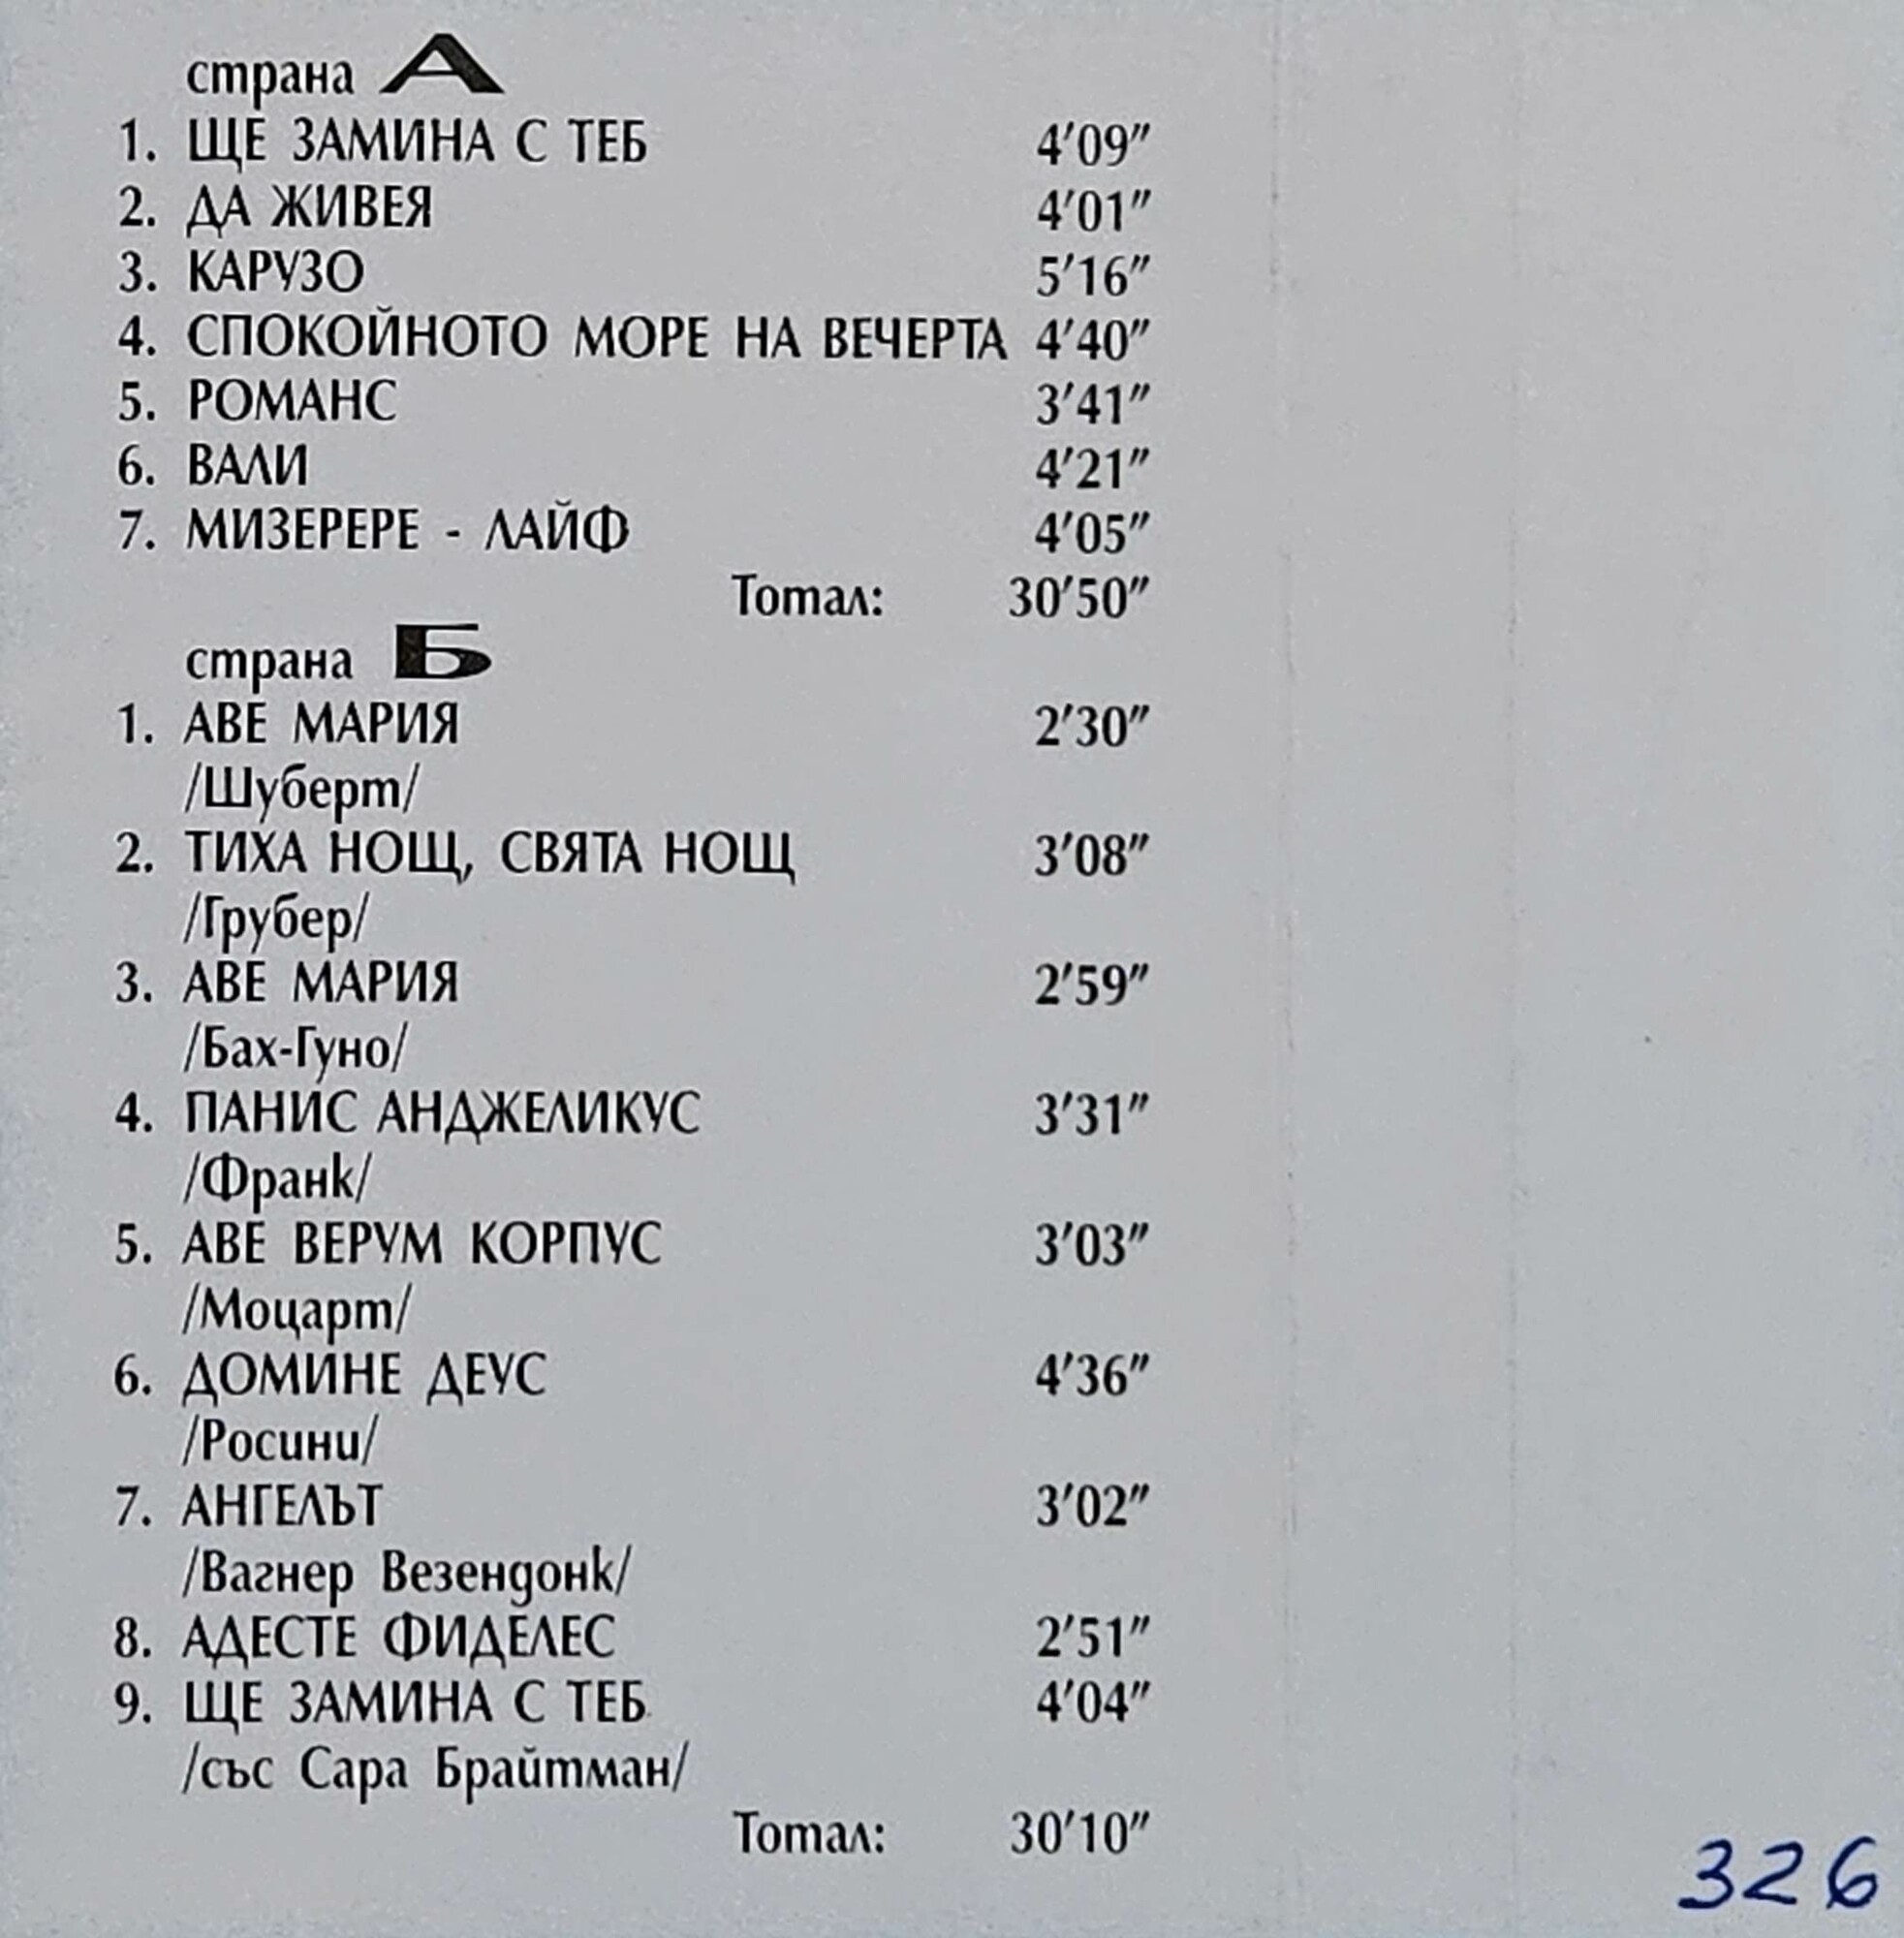 страна А
1. ЩЕ ЗАМИНА С ТЕБ 4'09"
2. ДА ЖИВЕЯ 4'01"
3. КАРУЗО 5'16"
4. СПОКОЙНОТО МОРЕ НА ВЕЧЕРТА 4'40"
5. РОМАНС 3'41"
6. ВАЛИ 4'21"
7. МИЗЕРЕРЕ - ЛАЙФ 4'05"
Тотал: 30'50"
страна Б
1. АВЕ МАРИЯ 2'30"
/Шуберт/
2. ТИХА НОЩ, СВЯТА НОЩ 3'08"
/Грубер/
3. АВЕ МАРИЯ 2'59"
/Бах-Гуно/
4. ПАНИС АНДЖЕЛИКУС 3'31"
/Франк/
5. АВЕ ВЕРУМ КОРПУС 3'03"
/Моцарт/
6. ДОМИНЕ ДЕУС 4'36"
/Росини/
7. АНГЕЛЪТ 3'02"
/Вагнер Везендонк/
8. АДЕСТЕ ФИДЕЛЕС 2'51"
9. ЩЕ ЗАМИНА С ТЕБ 4'04"
/със Сара Брайтман/
Тотал: 30'10"
326